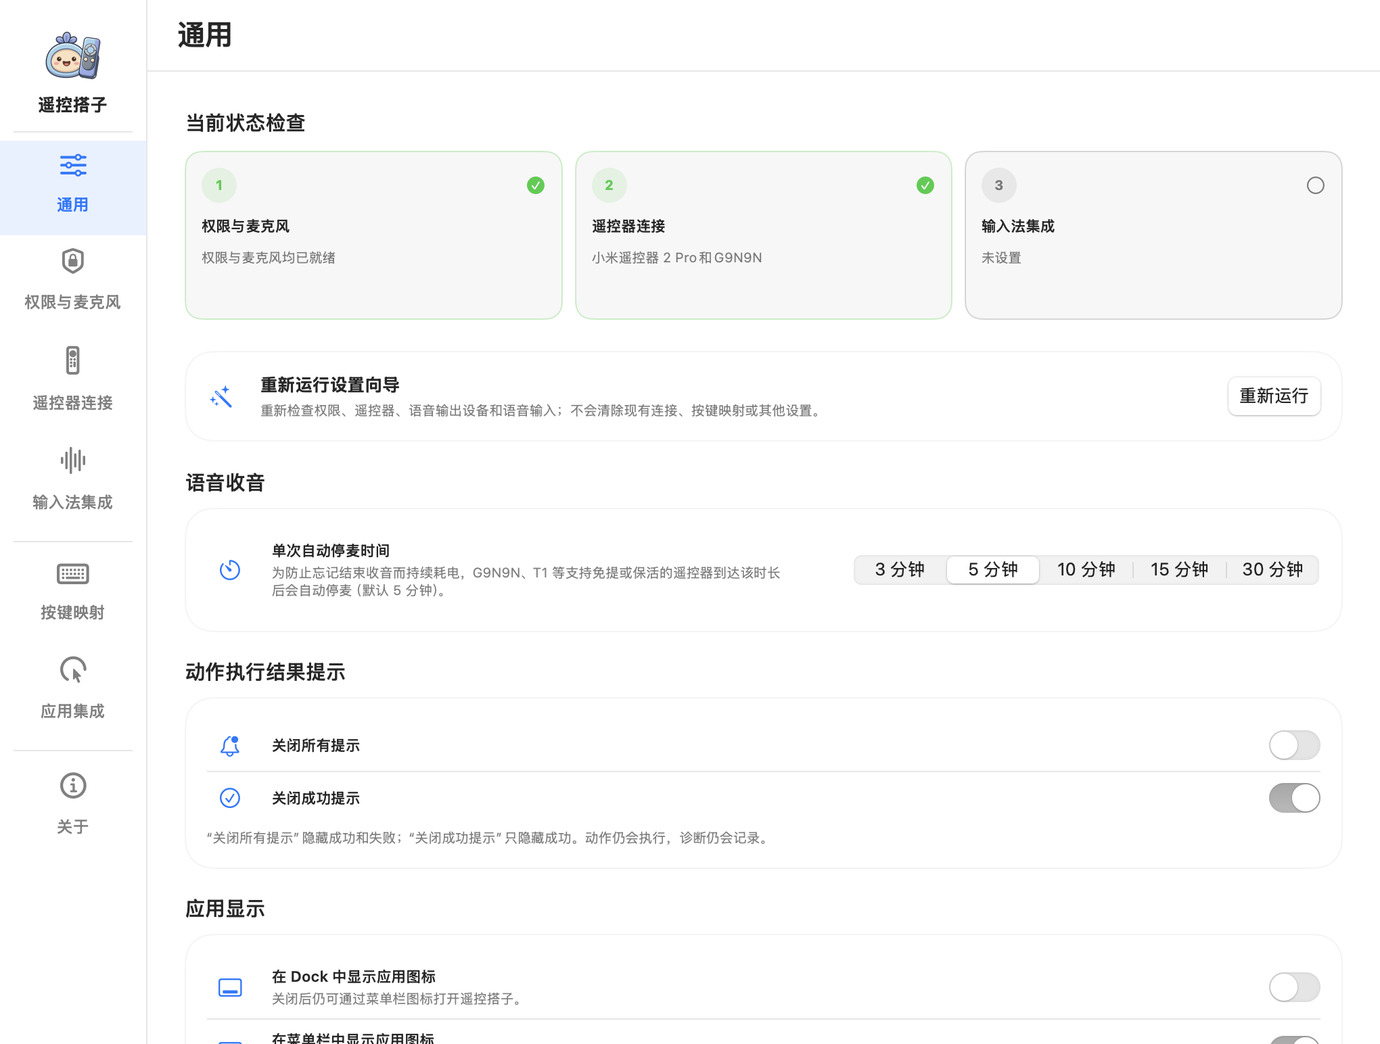 遥控搭子
通用
权限与麦克风
遥控器连接
输入法集成
按键映射
应用集成
关于
通用
当前状态检查
1
权限与麦克风
权限与麦克风均已就绪
2
遥控器连接
小米遥控器 2 Pro 和 G9N9N
3
输入法集成
未设置
重新运行设置向导
重新检查权限、遥控器、语音输出设备和语音输入；不会清除现有连接、按键映射或其他设置。
重新运行
语音收音
单次自动停麦时间
为防止忘记结束收音而持续耗电，G9N9N、T1 等支持免提或保活的遥控器到达该时长
后会自动停麦（默认 5 分钟）。
3 分钟 5 分钟 10 分钟 15 分钟 30 分钟
动作执行结果提示
关闭所有提示
关闭成功提示
“关闭所有提示” 隐藏成功和失败；“关闭成功提示” 只隐藏成功。动作仍会执行，诊断仍会记录。
应用显示
在 Dock 中显示应用图标
关闭后仍可通过菜单栏图标打开遥控搭子。
在菜单栏中显示应用图标